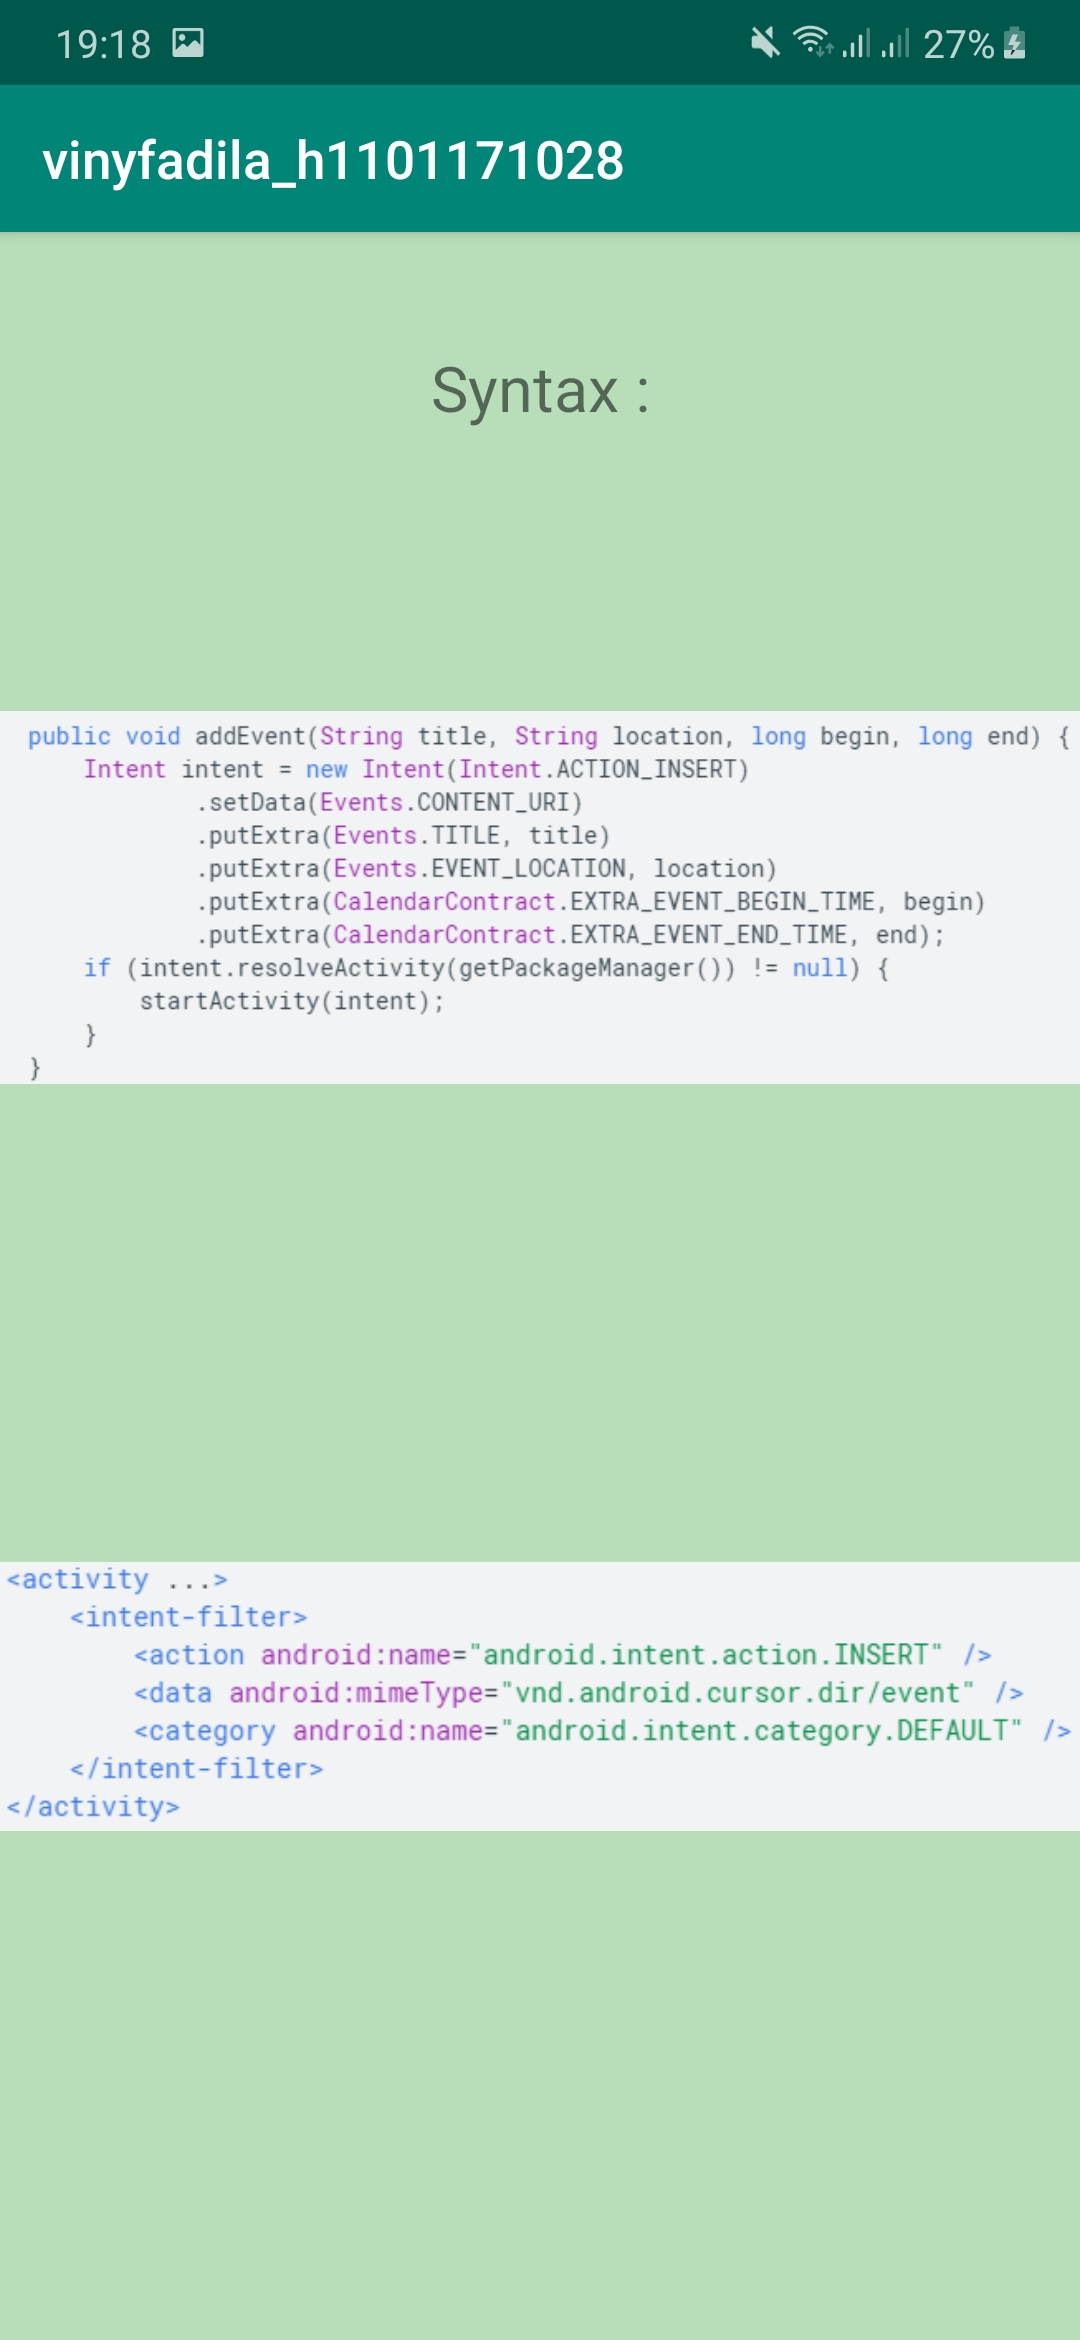 19:18 27%
vinyfadila_h1101171028
Syntax :
public void addEvent(String title, String location, long begin, long end) {
    Intent intent = new Intent(Intent.ACTION_INSERT)
            .setData(Events.CONTENT_URI)
            .putExtra(Events.TITLE, title)
            .putExtra(Events.EVENT_LOCATION, location)
            .putExtra(CalendarContract.EXTRA_EVENT_BEGIN_TIME, begin)
            .putExtra(CalendarContract.EXTRA_EVENT_END_TIME, end);
    if (intent.resolveActivity(getPackageManager()) != null) {
        startActivity(intent);
    }
}
<activity ...>
    <intent-filter>
        <action android:name="android.intent.action.INSERT" />
        <data android:mimeType="vnd.android.cursor.dir/event" />
        <category android:name="android.intent.category.DEFAULT" />
    </intent-filter>
</activity>